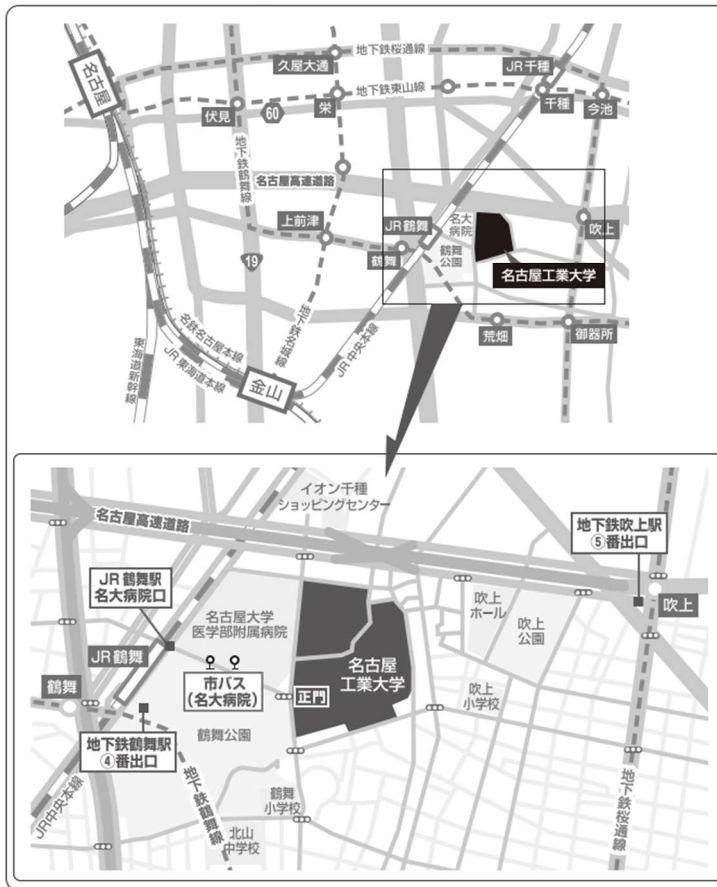 名古屋
久屋大通
地下鉄桜通線
JR千種
地下鉄東山線
伏見
60
栄
千種
今池
地下鉄鶴舞線
名古屋高速道路
上前津
JR鶴舞
名大
病院
吹上
鶴舞
鶴舞
公園
名古屋工業大学
19
名鉄名古屋本線
JR東海道本線
東海道新幹線
地下鉄名城線
JR中央本線
荒畑
御器所
金山
イオン千種
ショッピングセンター
名古屋高速道路
地下鉄吹上駅
⑤番出口
JR鶴舞駅
名大病院口
名古屋大学
医学部附属病院
吹上
ホール
吹上
公園
吹上
JR鶴舞
名古屋
工業大学
市バス
(名大病院)
正門
吹上
小学校
鶴舞
鶴舞公園
地下鉄鶴舞駅
④番出口
地下鉄鶴舞線
鶴舞
小学校
JR中央本線
北山
中学校
地下鉄桜通線